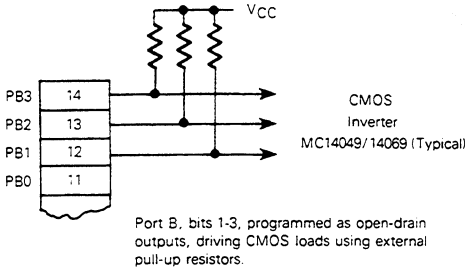 VCC
PB3 14
PB2 13
PB1 12
PB0 11
CMOS
Inverter
MC14049/14069 (Typical)
Port B, bits 1-3, programmed as open-drain
outputs, driving CMOS loads using external
pull-up resistors.